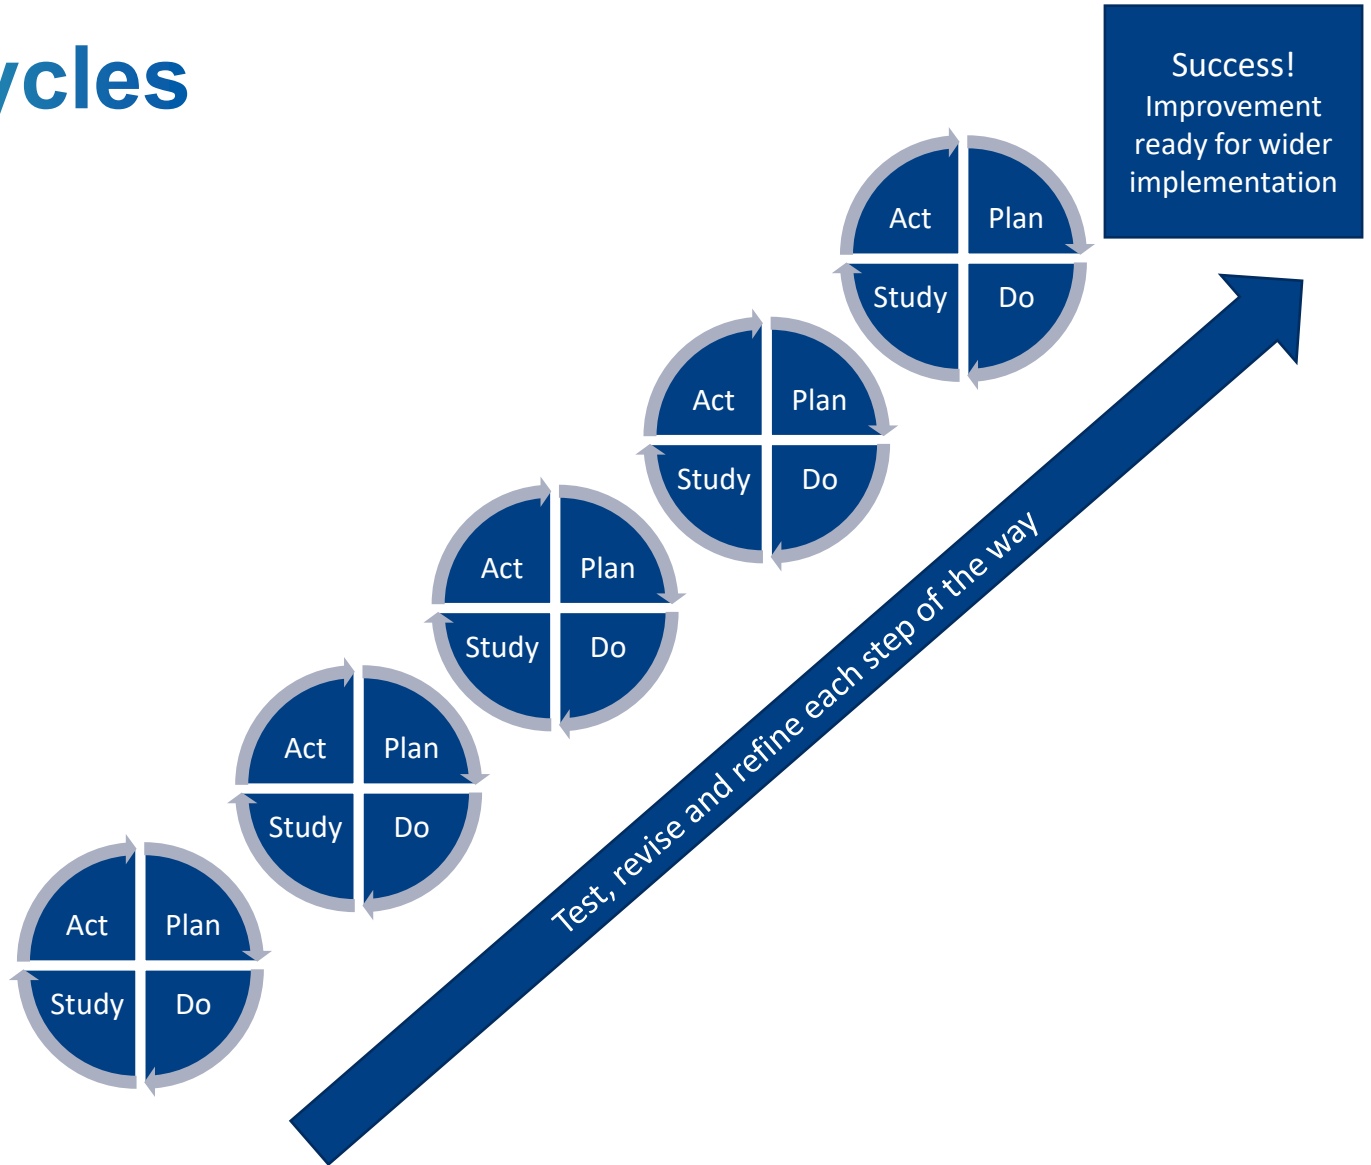 ycles
Success!
Improvement
ready for wider
implementation
Act Plan
Study Do
Act Plan
Study Do
Act Plan
Study Do
Act Plan
Study Do
Act Plan
Study Do
Test, revise and refine each step of the way